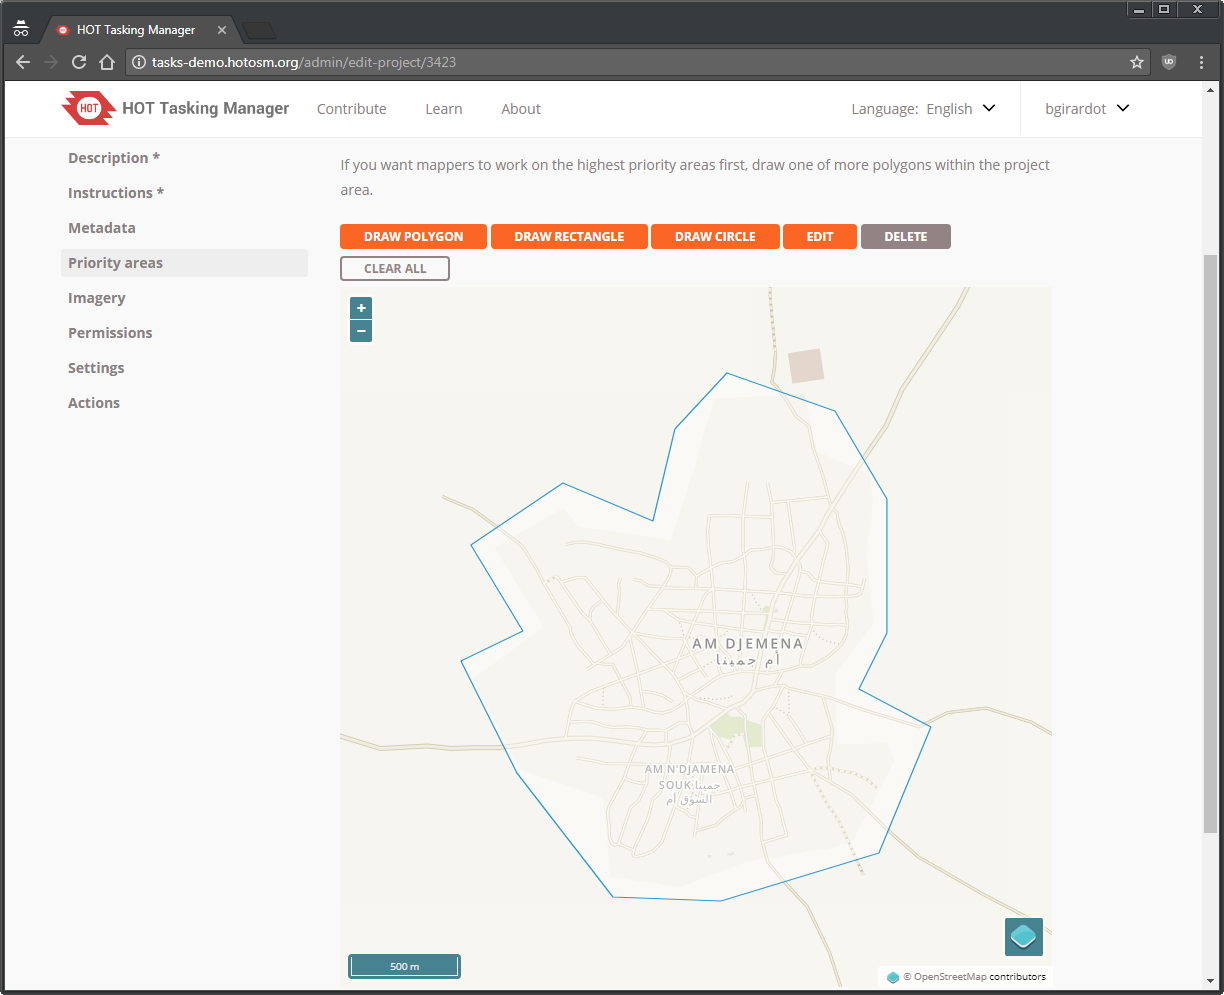 HOT Tasking Manager
tasks-demo.hotosm.org/admin/edit-project/3423
HOT
HOT Tasking Manager
Contribute
Learn
About
Language: English
bgirardot
Description *
Instructions *
Metadata
Priority areas
Imagery
Permissions
Settings
Actions
If you want mappers to work on the highest priority areas first, draw one of more polygons within the project
area.
DRAW POLYGON
DRAW RECTANGLE
DRAW CIRCLE
EDIT
DELETE
CLEAR ALL
+
−
AM DJEMENA
أم جمينا
AM N'DJAMENA
SOUK جمينا
السوق أم
500 m
© OpenStreetMap contributors